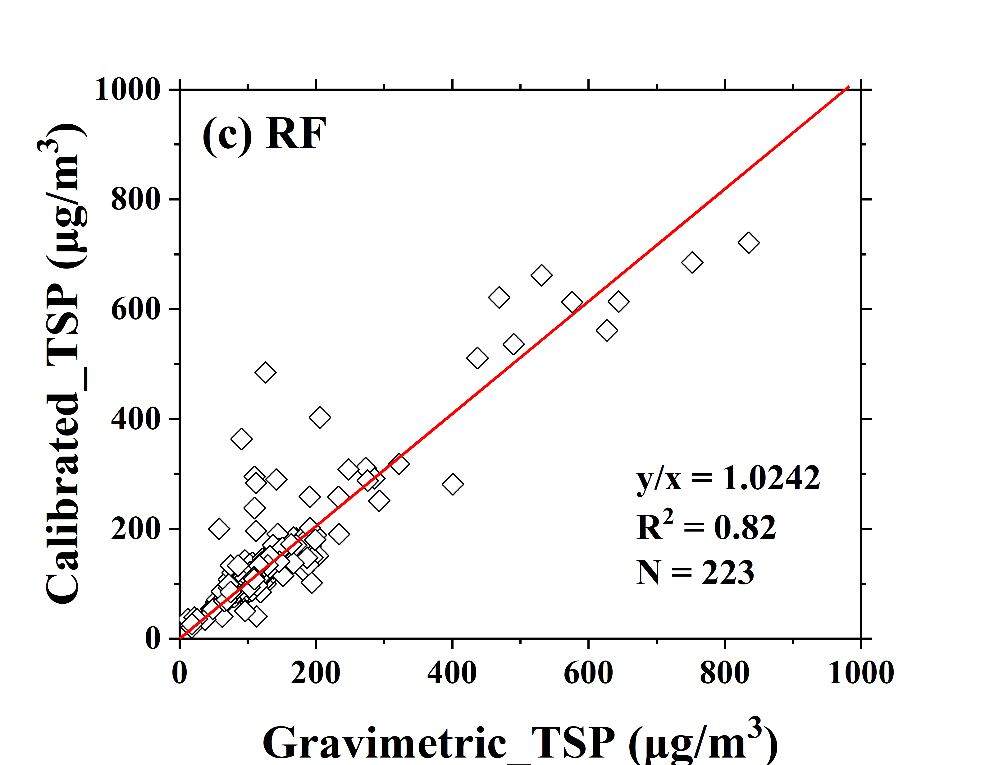 (c) RF
Calibrated_TSP (μg/m³)
1000
800
600
400
200
0
y/x = 1.0242
R² = 0.82
N = 223
0 200 400 600 800 1000
Gravimetric_TSP (μg/m³)